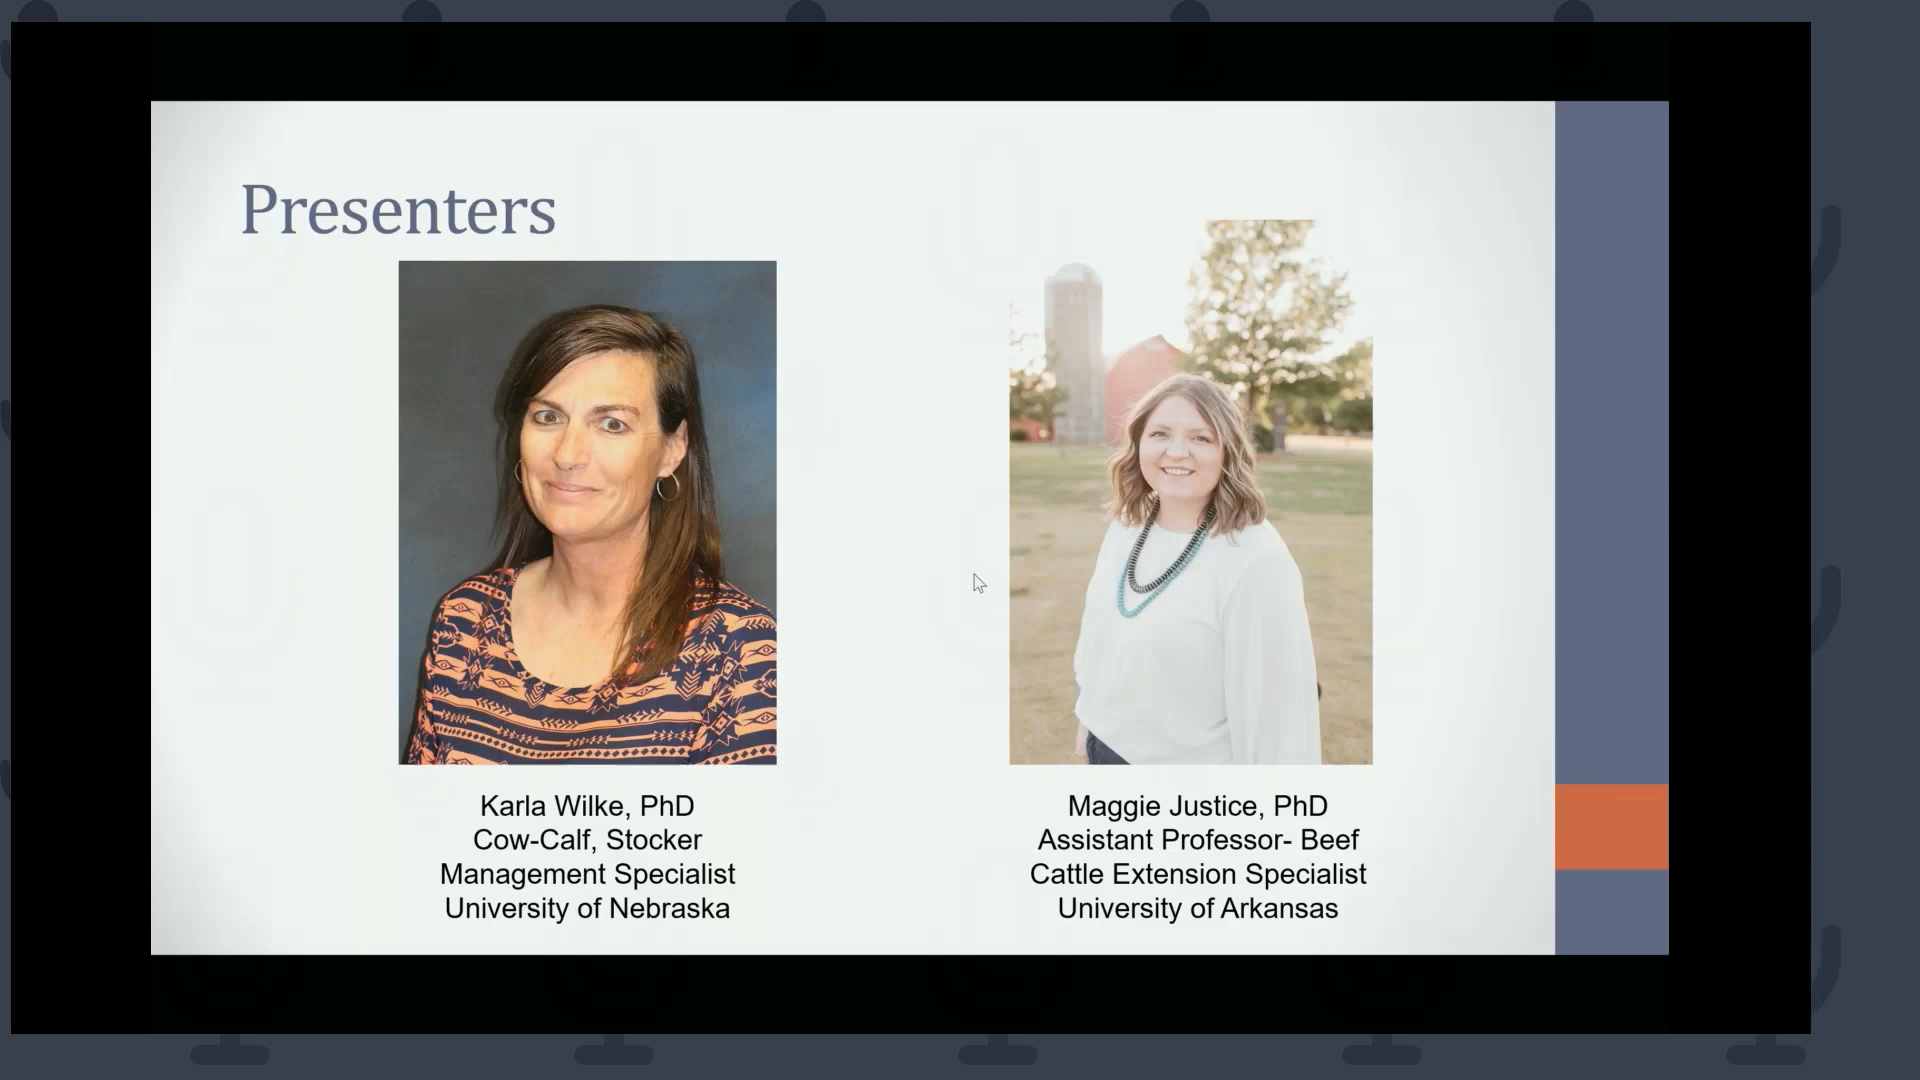 Presenters
Karla Wilke, PhD
Cow-Calf, Stocker
Management Specialist
University of Nebraska
Maggie Justice, PhD
Assistant Professor- Beef
Cattle Extension Specialist
University of Arkansas